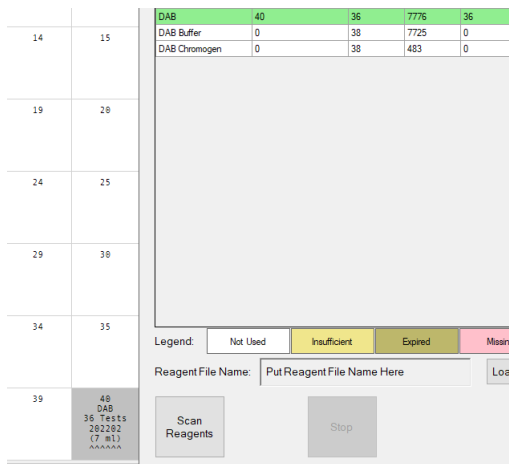 DAB 40 36 7776 36
DAB Buffer 0 38 7725 0
DAB Chromogen 0 38 483 0
14 15
19 20
24 25
29 30
34 35
Legend: Not Used Insufficient Expired Missin
Reagent File Name: Put Reagent File Name Here Loa
39 40
DAB
36 Tests
202202
(7 ml)
^^^^^^
Scan
Reagents
Stop